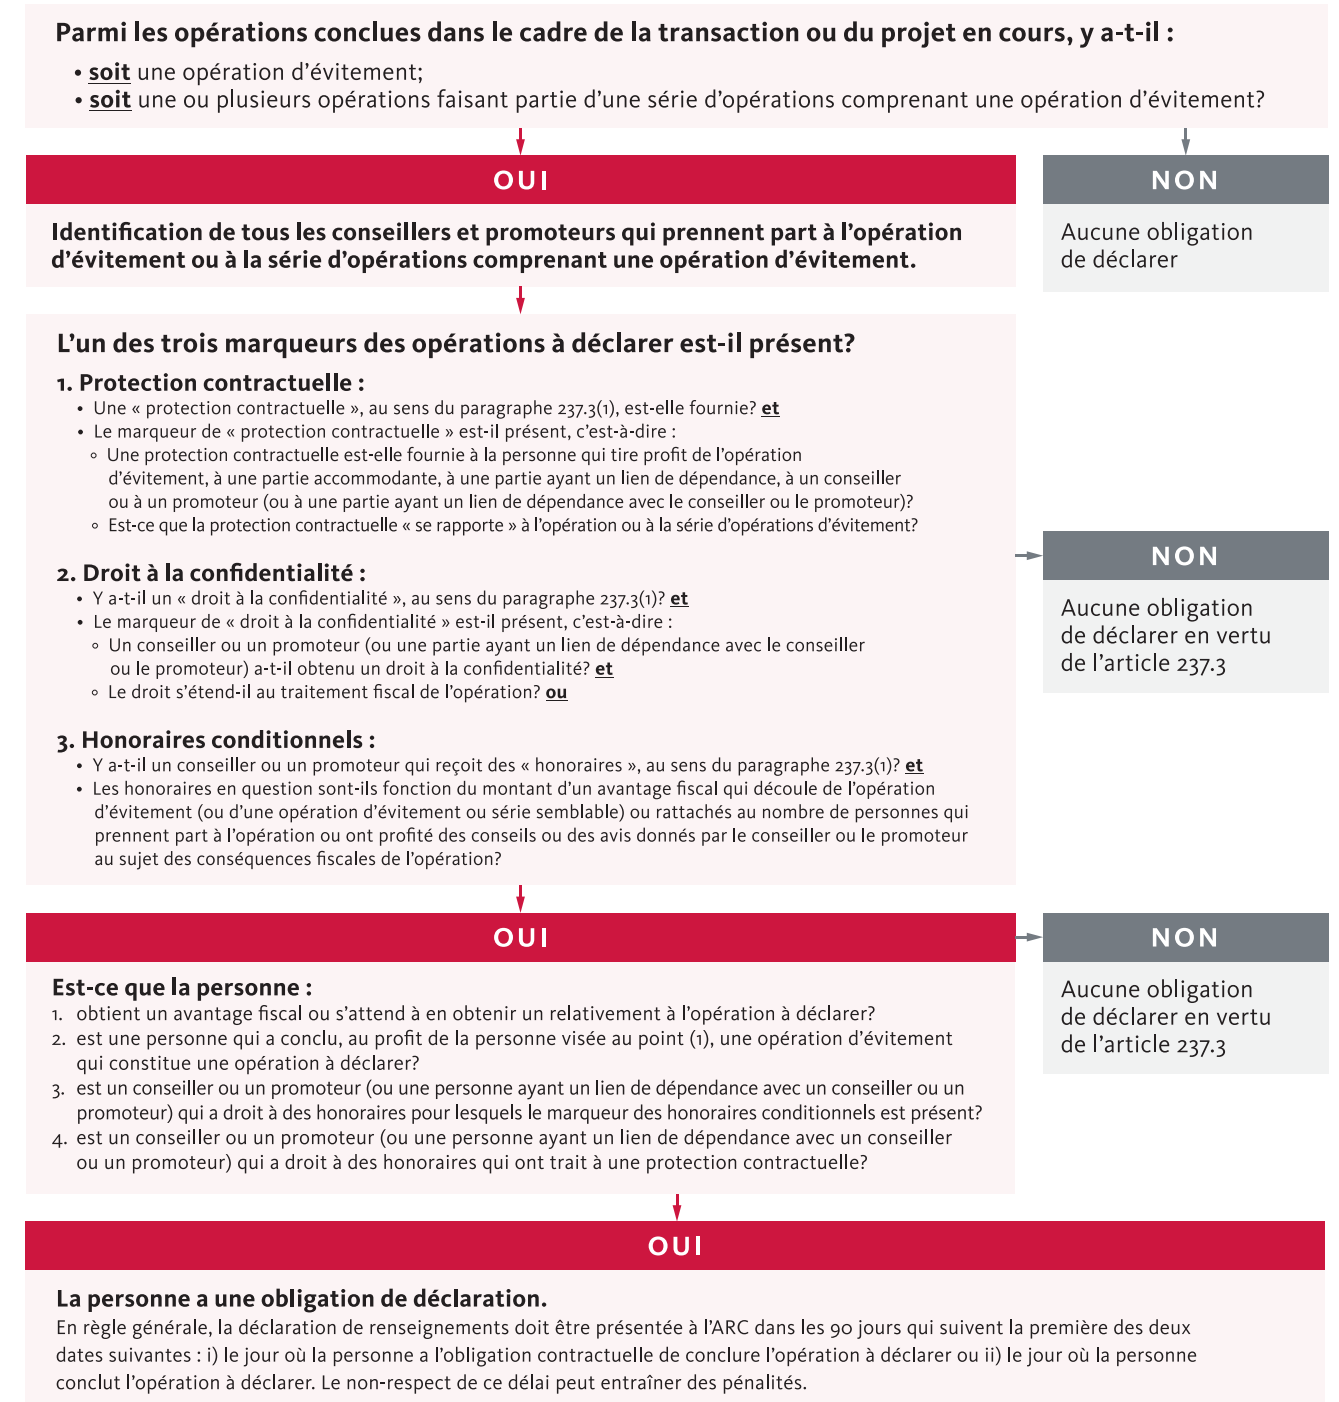 Parmi les opérations conclues dans le cadre de la transaction ou du projet en cours, y a-t-il :
• soit une opération d’évitement;
• soit une ou plusieurs opérations faisant partie d’une série d’opérations comprenant une opération d’évitement?
OUI
Identification de tous les conseillers et promoteurs qui prennent part à l’opération
d’évitement ou à la série d’opérations comprenant une opération d’évitement.
NON
Aucune obligation
de déclarer
L’un des trois marqueurs des opérations à déclarer est-il présent?
1. Protection contractuelle :
• Une « protection contractuelle », au sens du paragraphe 237.3(1), est-elle fournie? et
• Le marqueur de « protection contractuelle » est-il présent, c’est-à-dire :
◦ Une protection contractuelle est-elle fournie à la personne qui tire profit de l’opération
d’évitement, à une partie accommodante, à une partie ayant un lien de dépendance, à un conseiller
ou à un promoteur (ou à une partie ayant un lien de dépendance avec le conseiller ou le promoteur)?
◦ Est-ce que la protection contractuelle « se rapporte » à l’opération ou à la série d’opérations d’évitement?
2. Droit à la confidentialité :
• Y a-t-il un « droit à la confidentialité », au sens du paragraphe 237.3(1)? et
• Le marqueur de « droit à la confidentialité » est-il présent, c’est-à-dire :
◦ Un conseiller ou un promoteur (ou une partie ayant un lien de dépendance avec le conseiller
ou le promoteur) a-t-il obtenu un droit à la confidentialité? et
◦ Le droit s’étend-il au traitement fiscal de l’opération? ou
3. Honoraires conditionnels :
• Y a-t-il un conseiller ou un promoteur qui reçoit des « honoraires », au sens du paragraphe 237.3(1)? et
• Les honoraires en question sont-ils fonction du montant d’un avantage fiscal qui découle de l’opération
d’évitement (ou d’une opération d’évitement ou série semblable) ou rattachés au nombre de personnes qui
prennent part à l’opération ou ont profité des conseils ou des avis donnés par le conseiller ou le promoteur
au sujet des conséquences fiscales de l’opération?
NON
Aucune obligation
de déclarer en vertu
de l’article 237.3
OUI
Est-ce que la personne :
1. obtient un avantage fiscal ou s’attend à en obtenir un relativement à l’opération à déclarer?
2. est une personne qui a conclu, au profit de la personne visée au point (1), une opération d’évitement
qui constitue une opération à déclarer?
3. est un conseiller ou un promoteur (ou une personne ayant un lien de dépendance avec un conseiller ou un
promoteur) qui a droit à des honoraires pour lesquels le marqueur des honoraires conditionnels est présent?
4. est un conseiller ou un promoteur (ou une personne ayant un lien de dépendance avec un conseiller
ou un promoteur) qui a droit à des honoraires qui ont trait à une protection contractuelle?
NON
Aucune obligation
de déclarer en vertu
de l’article 237.3
OUI
La personne a une obligation de déclaration.
En règle générale, la déclaration de renseignements doit être présentée à l’ARC dans les 90 jours qui suivent la première des deux
dates suivantes : i) le jour où la personne a l’obligation contractuelle de conclure l’opération à déclarer ou ii) le jour où la personne
conclut l’opération à déclarer. Le non-respect de ce délai peut entraîner des pénalités.